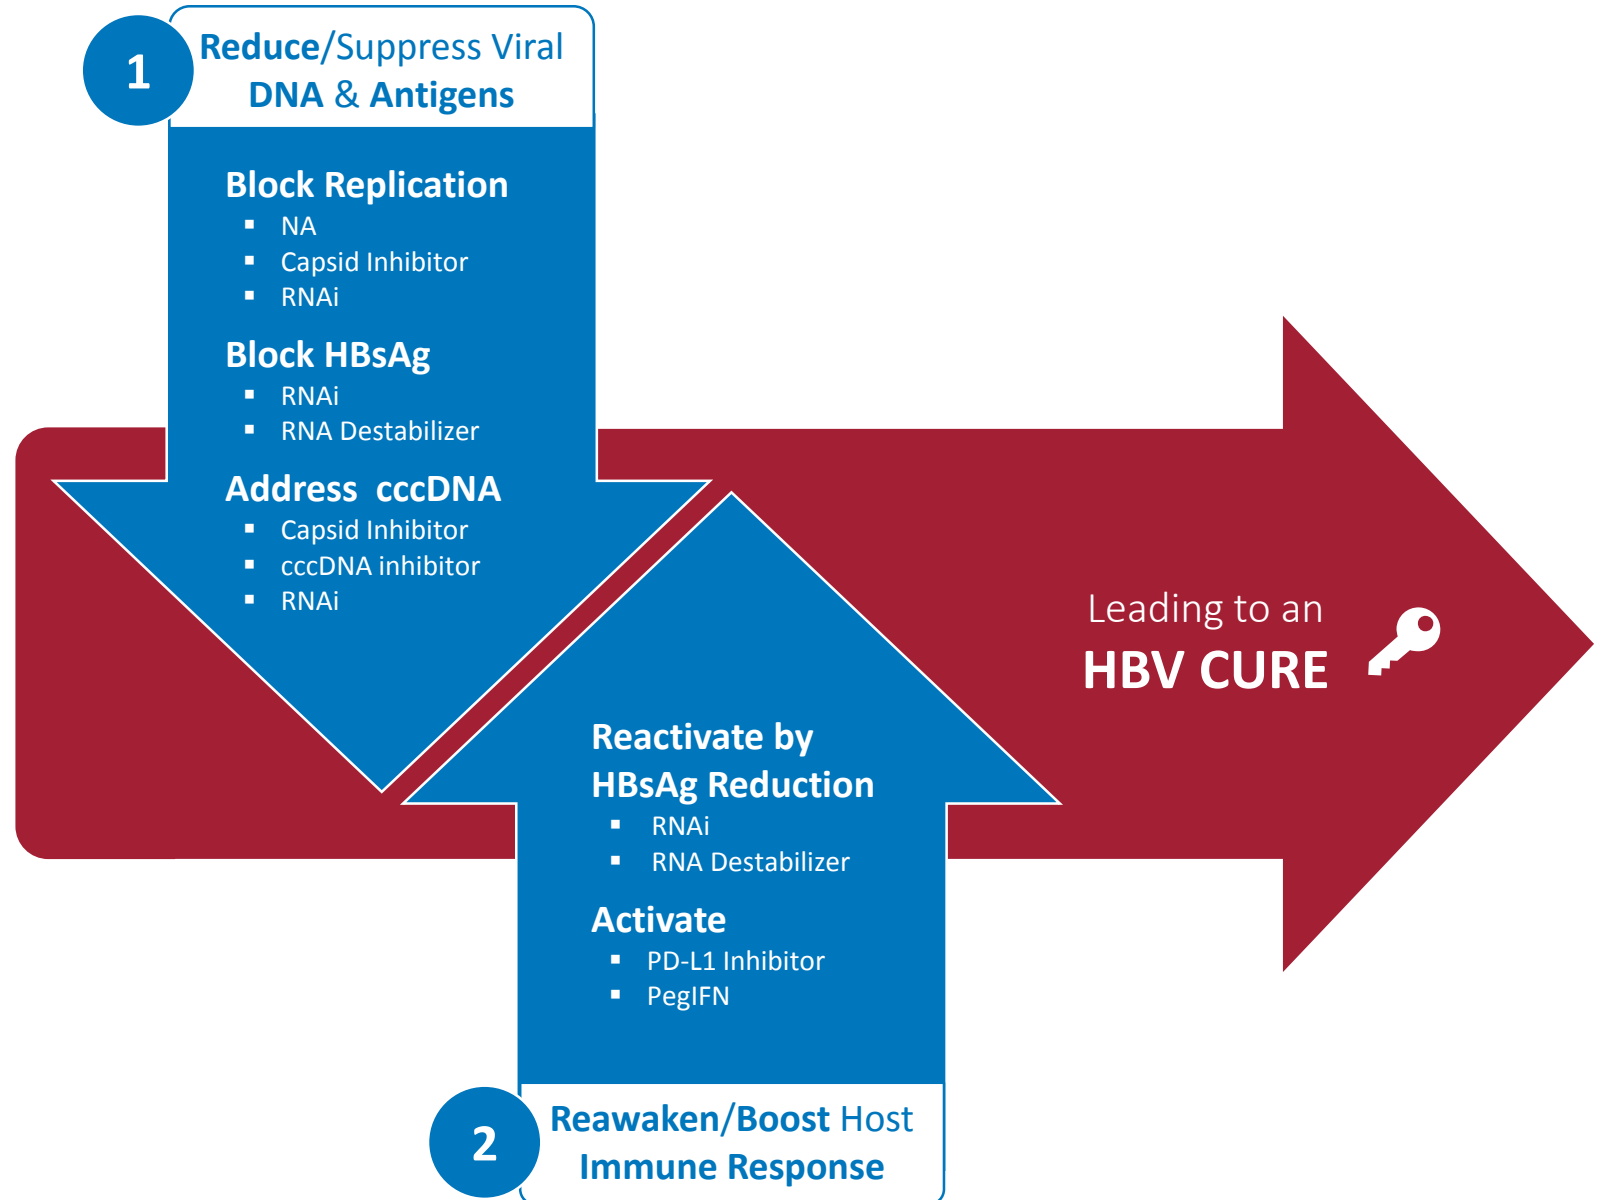 1
Reduce/Suppress Viral
DNA & Antigens
Block Replication
▪ NA
▪ Capsid Inhibitor
▪ RNAi
Block HBsAg
▪ RNAi
▪ RNA Destabilizer
Address cccDNA
▪ Capsid Inhibitor
▪ cccDNA inhibitor
▪ RNAi
Leading to an
HBV CURE
Reactivate by
HBsAg Reduction
▪ RNAi
▪ RNA Destabilizer
Activate
▪ PD-L1 Inhibitor
▪ PegIFN
2
Reawaken/Boost Host
Immune Response